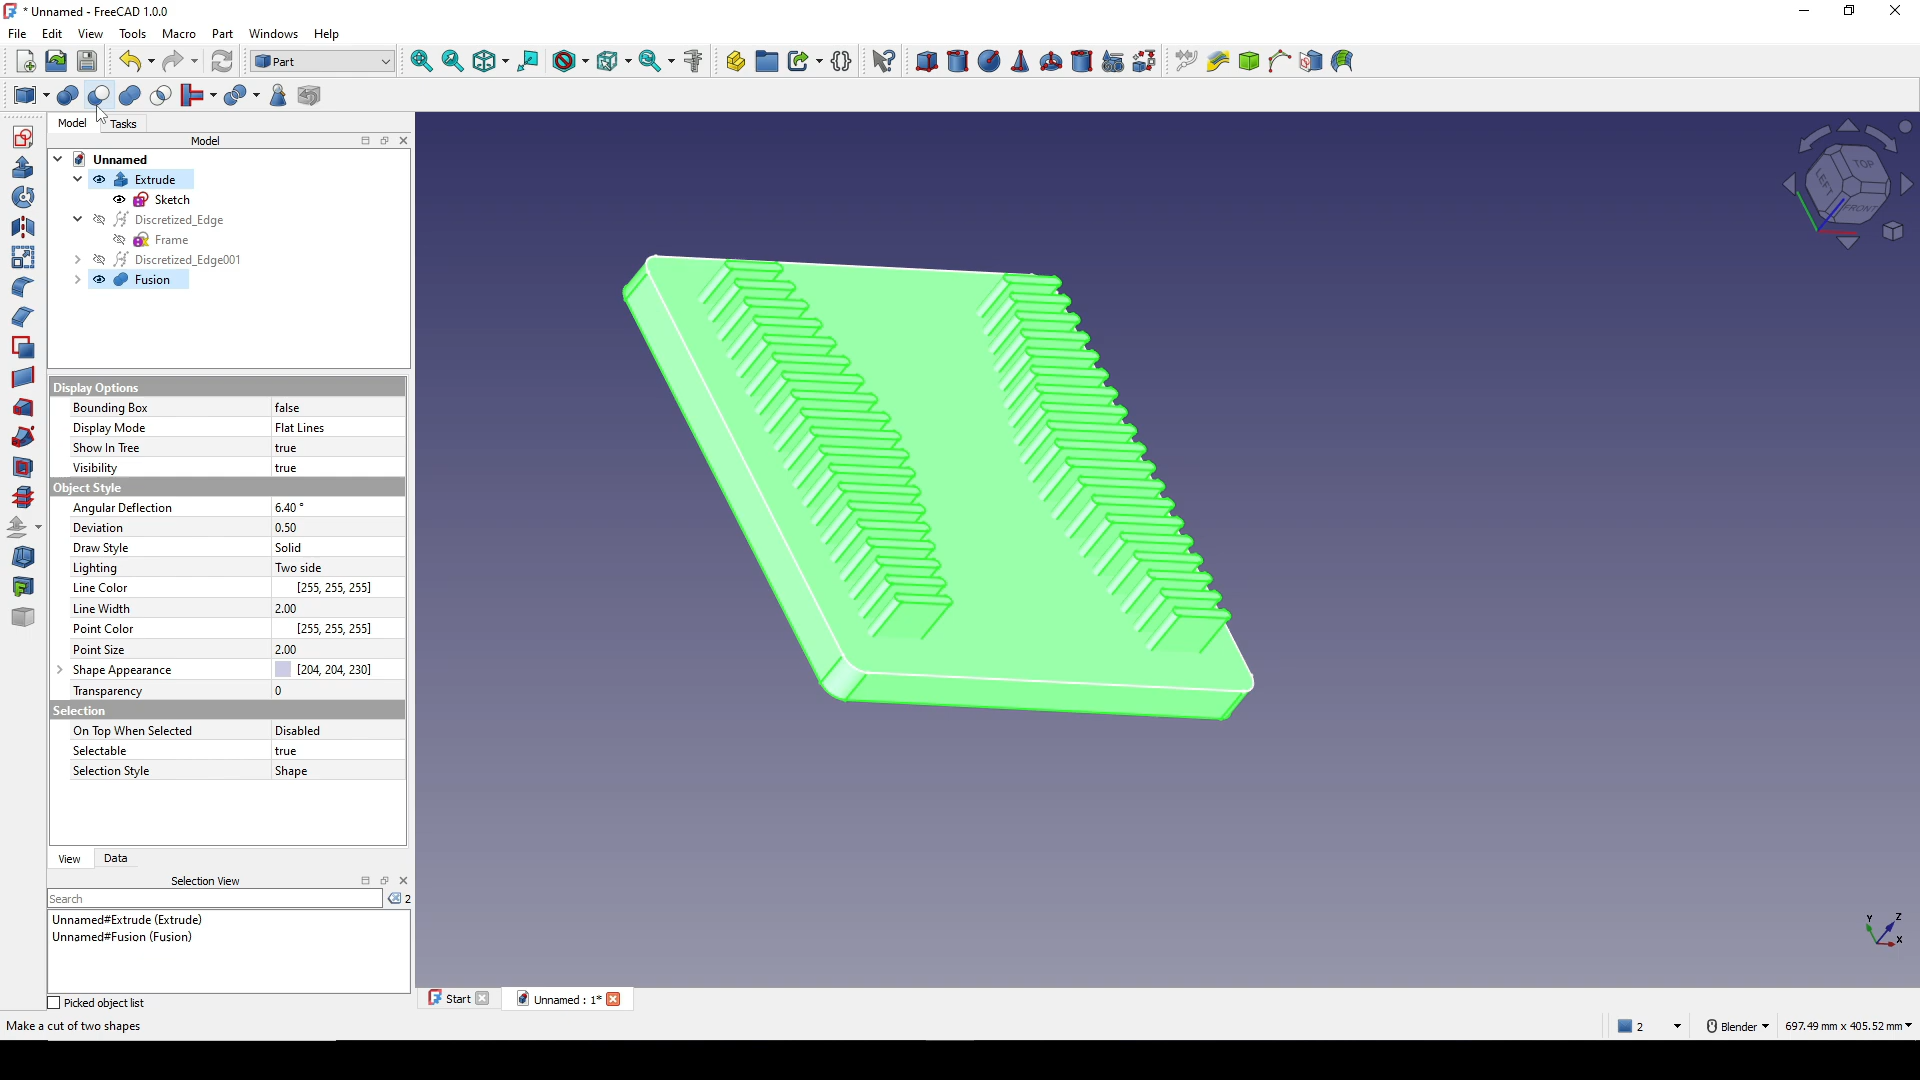 * Unnamed - FreeCAD 1.0.0
File Edit View Tools Macro Part Windows Help
Part
Model Tasks
Model
Unnamed
Extrude
Sketch
Discretized_Edge
Frame
Discretized_Edge001
Fusion
Display Options
Bounding Box false
Display Mode Flat Lines
Show In Tree true
Visibility true
Object Style
Angular Deflection 6.40 °
Deviation 0.50
Draw Style Solid
Lighting Two side
Line Color [255, 255, 255]
Line Width 2.00
Point Color [255, 255, 255]
Point Size 2.00
Shape Appearance [204, 204, 230]
Transparency 0
Selection
On Top When Selected Disabled
Selectable true
Selection Style Shape
View Data
Selection View
Search 2
Unnamed#Extrude (Extrude)
Unnamed#Fusion (Fusion)
Picked object list
TOP
LEFT
FRONT
Y Z
X
Start Unnamed : 1*
Make a cut of two shapes 2 Blender 697.49 mm x 405.52 mm